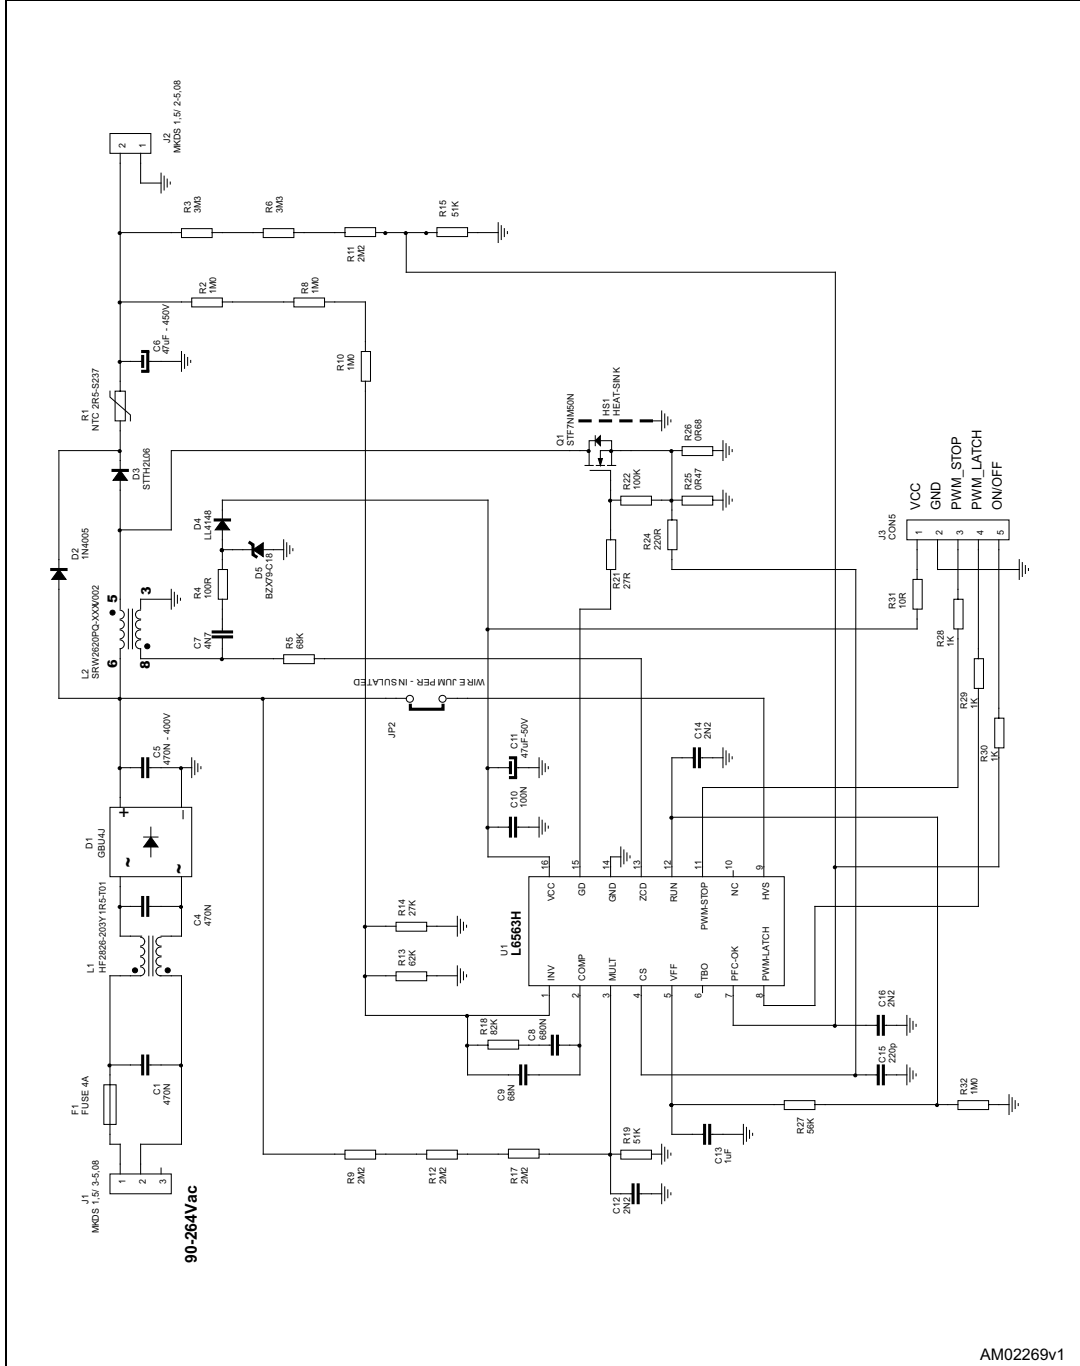 J1
MKDS 1,5/ 3-5,08
1
2
3
90-264Vac
F1
FUSE 4A
C1
470N
L1
HF2826-203Y1R5-T01
C4
470N
D1
GBU4J
~
~
+
−
C5
470N - 400V
L2
SRW2620PQ-XXXV002
6
5
8
3
D2
1N4005
D3
STTH2L06
R1
NTC 2R5-S237
C6
47uF - 450V
J2
MKDS 1,5/ 2-5,08
2
1
R3
3M3
R6
3M3
R11
2M2
R15
51K
R2
1M0
R8
1M0
R10
1M0
C7
4N7
R4
100R
D4
LL4148
D5
BZX79-C18
R5
68K
JP2
WIRE JUMPER - INSULATED
Q1
STF7NM50N
HS1
HEAT-SINK
R22
100K
R21
27R
R24
220R
R25
0R47
R26
0R68
C11
47uF-50V
C10
100N
C14
2N2
R14
27K
R13
62K
R18
82K
C8
680N
C9
68N
R9
2M2
R12
2M2
R17
2M2
R19
51K
C12
2N2
C13
1uF
R27
56K
R32
1M0
C15
220p
C16
2N2
U1
L6563H
1
INV
2
COMP
3
MULT
4
CS
5
VFF
6
TBO
7
PFC-OK
8
PWM-LATCH
16
VCC
15
GD
14
GND
13
ZCD
12
RUN
11
PWM-STOP
10
NC
9
HVS
R31
10R
R28
1K
R29
1K
R30
1K
J3
CON5
1
2
3
4
5
VCC
GND
PWM_STOP
PWM_LATCH
ON/OFF
AM02269v1